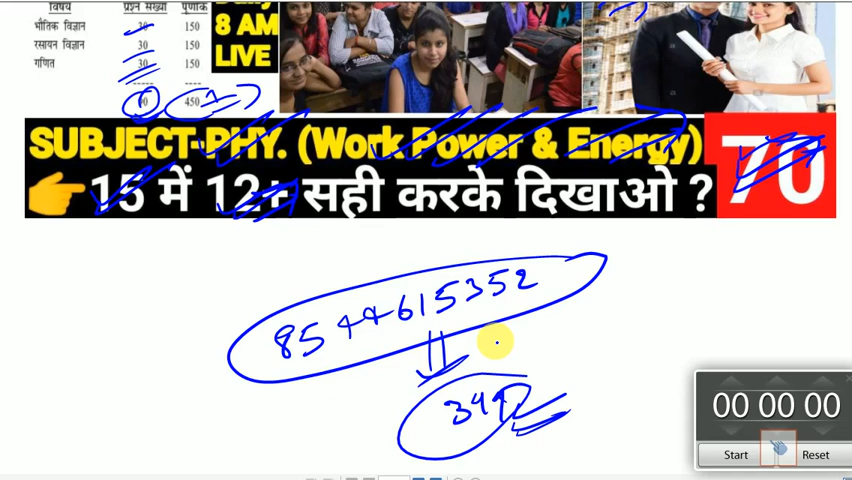 विषय प्रश्न संख्या पूर्णांक
भौतिक विज्ञान 30 150
रसायन विज्ञान 30 150
गणित 30 150
450
8 AM
LIVE
SUBJECT-PHY. (Work Power & Energy)
👉 15 में 12+ सही करके दिखाओ ?
70
8544615352
00 00 00
Start Reset